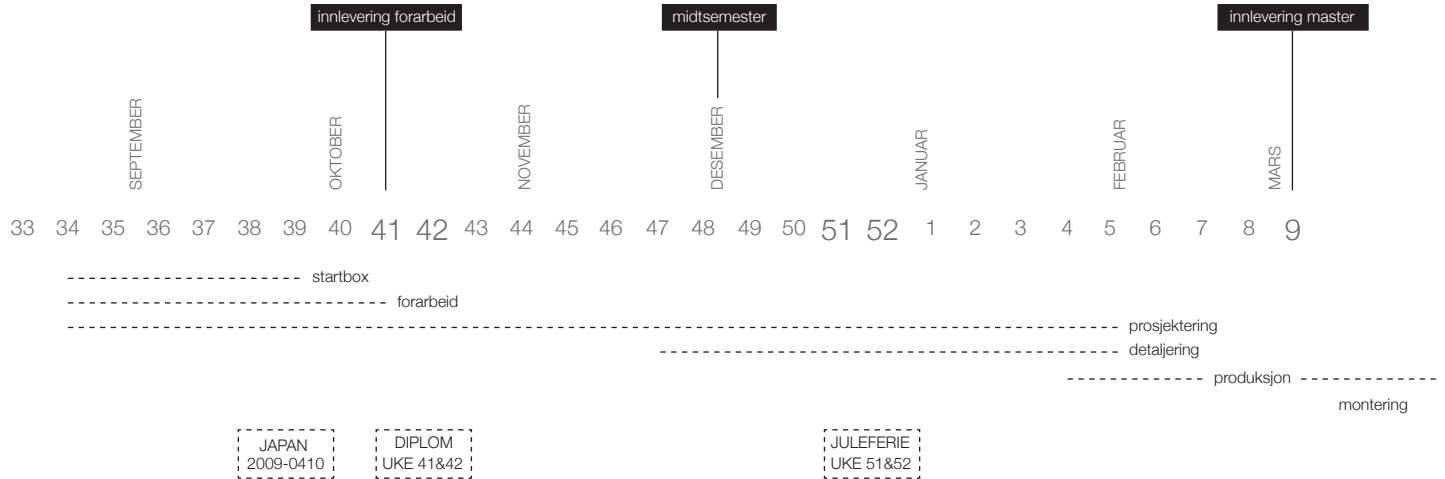 innlevering forarbeid
midtsemester
innlevering master
SEPTEMBER
OKTOBER
NOVEMBER
DESEMBER
JANUAR
FEBRUAR
MARS
33 34 35 36 37 38 39 40 41 42 43 44 45 46 47 48 49 50 51 52 1 2 3 4 5 6 7 8 9
startbox
forarbeid
prosjektering
detaljering
produksjon
montering
JAPAN
2009-0410
DIPLOM
UKE 41&42
JULEFERIE
UKE 51&52